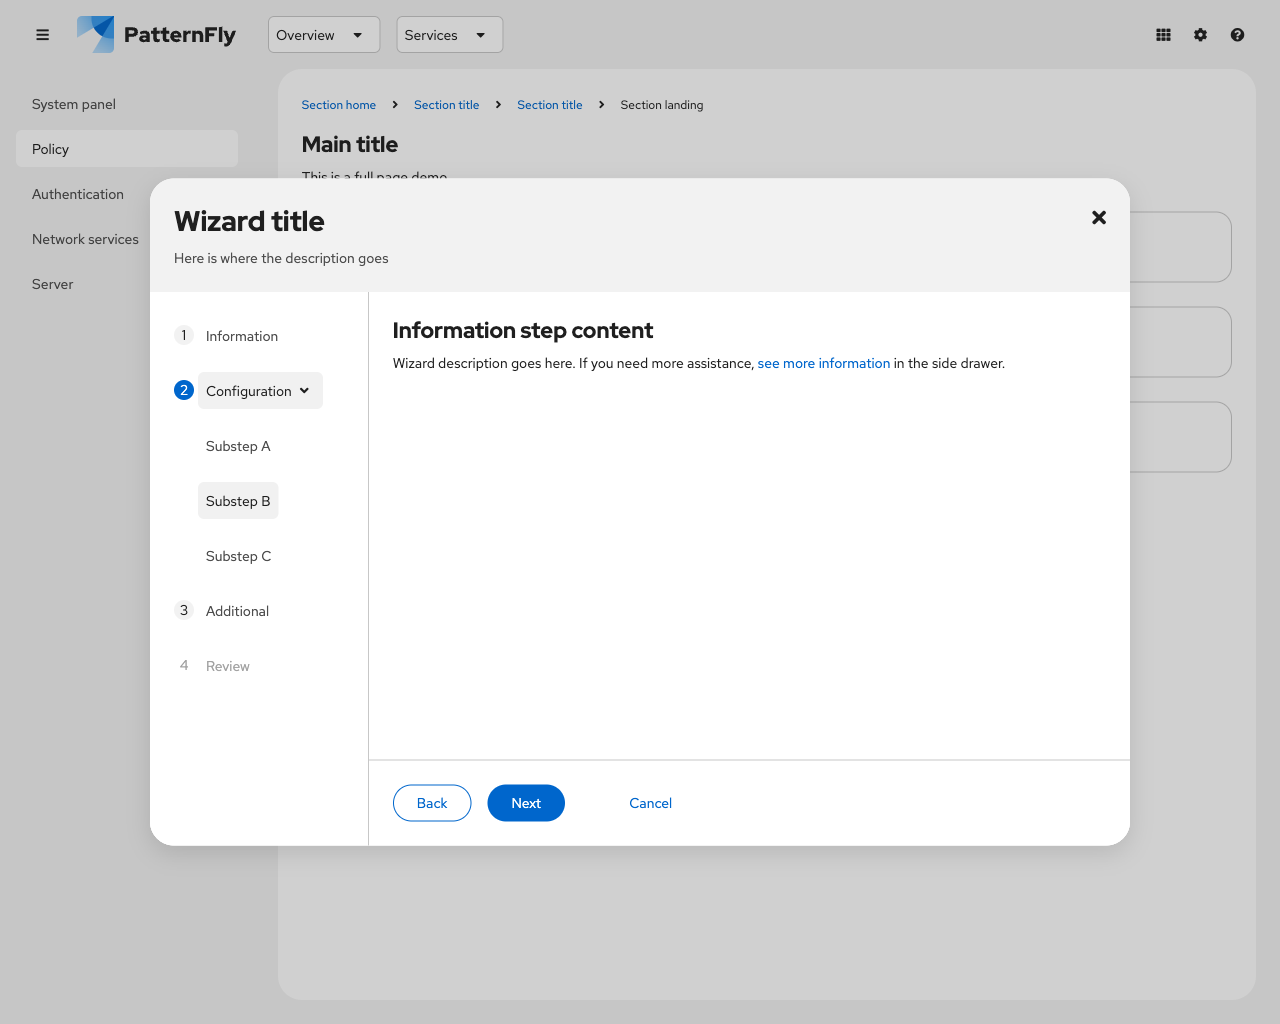 PatternFly
Overview
Services
System panel
Policy
Authentication
Network services
Server
Section home
Section title
Section title
Section landing
Main title
This is a full page demo
Wizard title
Here is where the description goes
1 Information
2 Configuration
Substep A
Substep B
Substep C
3 Additional
4 Review
Information step content
Wizard description goes here. If you need more assistance, see more information in the side drawer.
Back
Next
Cancel